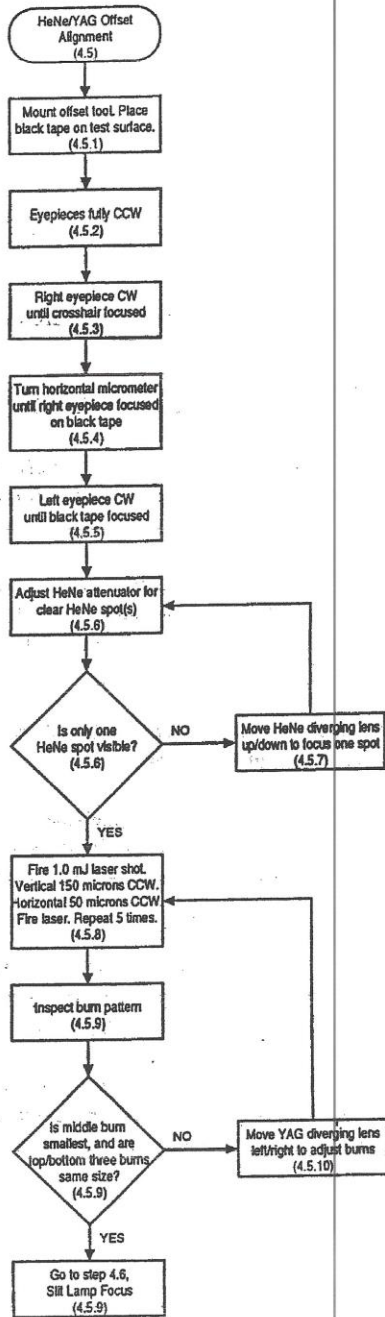 HeNe/YAG Offset
Alignment
(4.5)
Mount offset tool. Place
black tape on test surface.
(4.5.1)
Eyepieces fully CCW
(4.5.2)
Right eyepiece CW
until crosshair focused
(4.5.3)
Turn horizontal micrometer
until right eyepiece focused
on black tape
(4.5.4)
Left eyepiece CW
until black tape focused
(4.5.5)
Adjust HeNe attenuator for
clear HeNe spot(s)
(4.5.6)
Is only one
HeNe spot visible?
(4.5.6)
NO
Move HeNe diverging lens
up/down to focus one spot
(4.5.7)
YES
Fire 1.0 mJ laser shot.
Vertical 150 microns CCW.
Horizontal 50 microns CCW.
Fire laser. Repeat 5 times.
(4.5.8)
Inspect burn pattern
(4.5.9)
Is middle burn
smallest, and are
top/bottom three burns
same size?
(4.5.9)
NO
Move YAG diverging lens
left/right to adjust burns
(4.5.10)
YES
Go to step 4.6,
Slit Lamp Focus
(4.5.9)